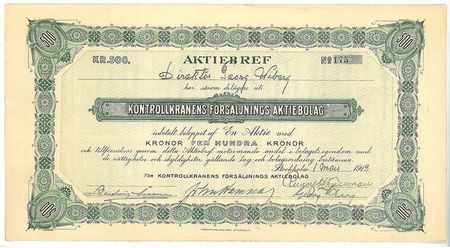 500 500
AKTIEBREF
KR. 500. No 175
Direktör Georg Wiberg
har såsom delägare uti
KONTROLLKRANENS FÖRSÄLJNINGS-AKTIEBOLAG
inbetalt beloppet af En Aktie med
KRONOR FEM HUNDRA KRONOR
och tillförsäkras genom detta Aktiebref motsvarande andel i bolagets egendom med
de rättigheter och skyldigheter gällande lag och bolagsordning bestämma.
Stockholm 1 Mars 1913
FÖR KONTROLLKRANENS FÖRSÄLJNINGS AKTIEBOLAG
500 500